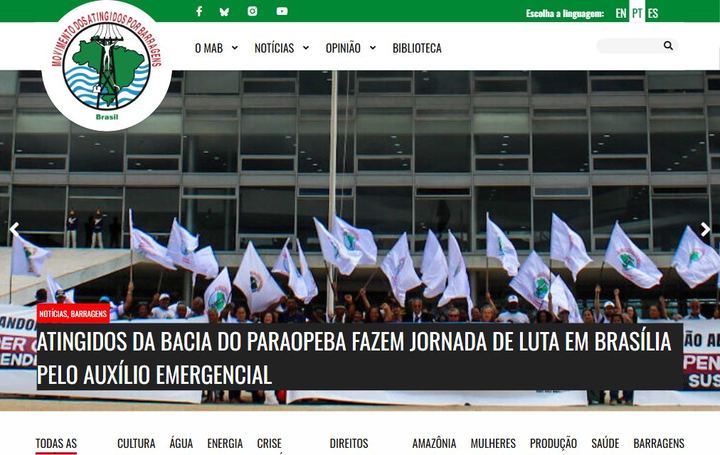 MOVIMENTO DOS ATINGIDOS POR BARRAGENS
Brasil
Escolha a linguagem:
EN PT ES
O MAB NOTÍCIAS OPINIÃO BIBLIOTECA
NOTÍCIAS, BARRAGENS
ATINGIDOS DA BACIA DO PARAOPEBA FAZEM JORNADA DE LUTA EM BRASÍLIA
PELO AUXÍLIO EMERGENCIAL
TODAS AS CULTURA ÁGUA ENERGIA CRISE DIREITOS AMAZÔNIA MULHERES PRODUÇÃO SAÚDE BARRAGENS